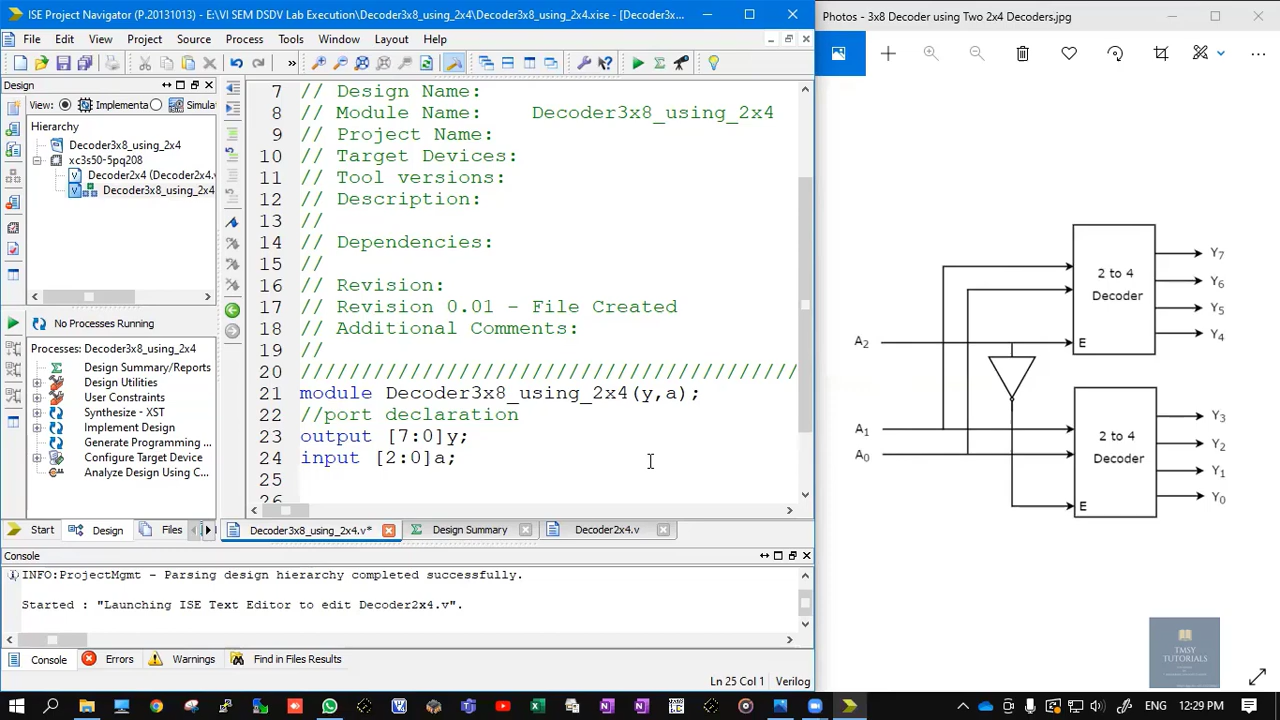 ISE Project Navigator (P.20131013) - E:\VI SEM DSDV Lab Execution\Decoder3x8_using_2x4\Decoder3x8_using_2x4.xise - [Decoder3x...
File Edit View Project Source Process Tools Window Layout Help
Design
View: Implementa Simula
Hierarchy
Decoder3x8_using_2x4
xc3s50-5pq208
Decoder2x4 (Decoder2x4.v
Decoder3x8_using_2x4
No Processes Running
Processes: Decoder3x8_using_2x4
Design Summary/Reports
Design Utilities
User Constraints
Synthesize - XST
Implement Design
Generate Programming ...
Configure Target Device
Analyze Design Using C...
Start Design Files
7 // Design Name:
8 // Module Name: Decoder3x8_using_2x4
9 // Project Name:
10 // Target Devices:
11 // Tool versions:
12 // Description:
13 //
14 // Dependencies:
15 //
16 // Revision:
17 // Revision 0.01 - File Created
18 // Additional Comments:
19 //
20 //////////////////////////////////////////
21 module Decoder3x8_using_2x4(y,a);
22 //port declaration
23 output [7:0]y;
24 input [2:0]a;
25
26
Decoder3x8_using_2x4.v* Design Summary Decoder2x4.v
Console
INFO:ProjectMgmt - Parsing design hierarchy completed successfully.
Started : "Launching ISE Text Editor to edit Decoder2x4.v".
Console Errors Warnings Find in Files Results
Ln 25 Col 1 Verilog
Photos - 3x8 Decoder using Two 2x4 Decoders.jpg
2 to 4
Decoder
E
Y7
Y6
Y5
Y4
A2
A1
A0
2 to 4
Decoder
E
Y3
Y2
Y1
Y0
TMSY
TUTORIALS
ENG 12:29 PM